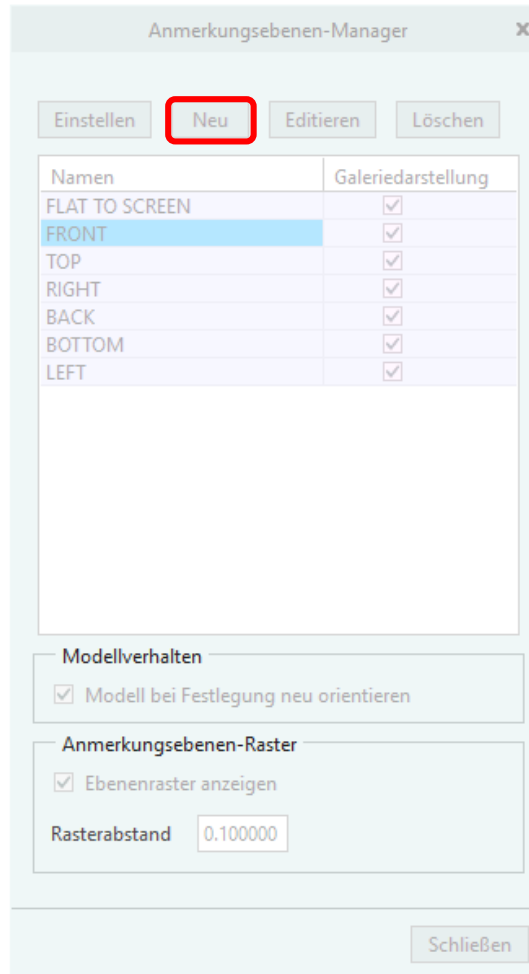 Anmerkungsebenen-Manager
Einstellen Neu Editieren Löschen
Namen Galeriedarstellung
FLAT TO SCREEN
FRONT
TOP
RIGHT
BACK
BOTTOM
LEFT
Modellverhalten
Modell bei Festlegung neu orientieren
Anmerkungsebenen-Raster
Ebenenraster anzeigen
Rasterabstand 0.100000
Schließen